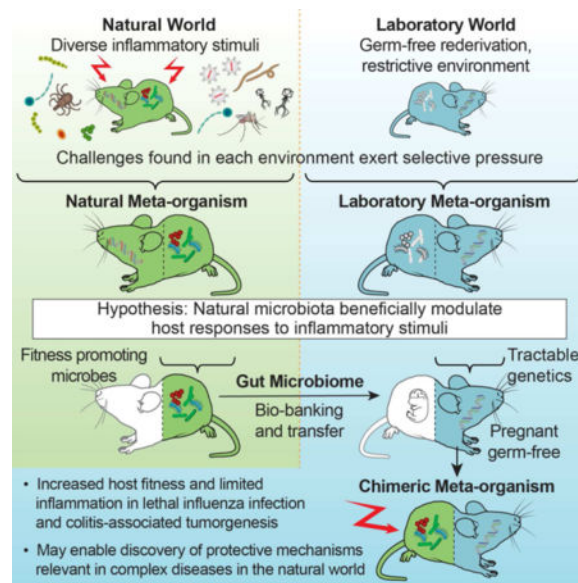 Natural World
Diverse inflammatory stimuli
Laboratory World
Germ-free rederivation,
restrictive environment
Challenges found in each environment exert selective pressure
Natural Meta-organism
Laboratory Meta-organism
Hypothesis: Natural microbiota beneficially modulate
host responses to inflammatory stimuli
Fitness promoting
microbes
Gut Microbiome
Bio-banking
and transfer
Tractable
genetics
Pregnant
germ-free
• Increased host fitness and limited
inflammation in lethal influenza infection
and colitis-associated tumorgenesis
• May enable discovery of protective mechanisms
relevant in complex diseases in the natural world
Chimeric Meta-organism